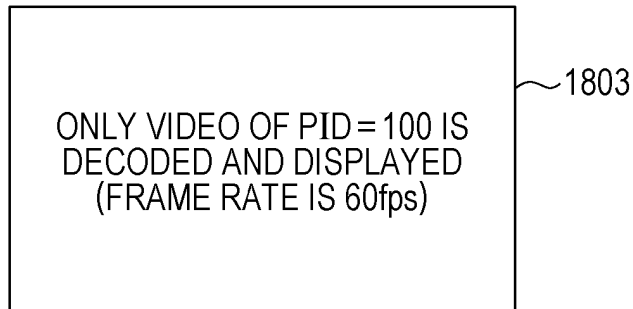 ONLY VIDEO OF PID=100 IS
DECODED AND DISPLAYED
(FRAME RATE IS 60fps)
1803